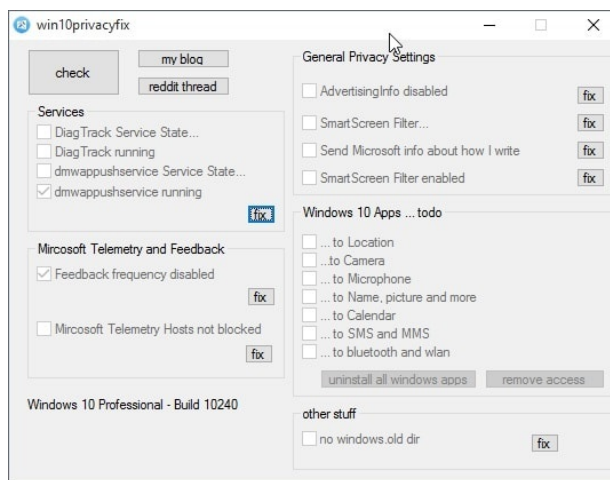 win10privacyfix
check
my blog
reddit thread
Services
DiagTrack Service State...
DiagTrack running
dmwappushservice Service State...
dmwappushservice running
fix
Mircosoft Telemetry and Feedback
Feedback frequency disabled
fix
Mircosoft Telemetry Hosts not blocked
fix
Windows 10 Professional - Build 10240
General Privacy Settings
AdvertisingInfo disabled
fix
SmartScreen Filter...
fix
Send Microsoft info about how I write
fix
SmartScreen Filter enabled
fix
Windows 10 Apps ... todo
... to Location
...to Camera
... to Microphone
... to Name, picture and more
... to Calendar
... to SMS and MMS
... to bluetooth and wlan
uninstall all windows apps
remove access
other stuff
no windows.old dir
fix